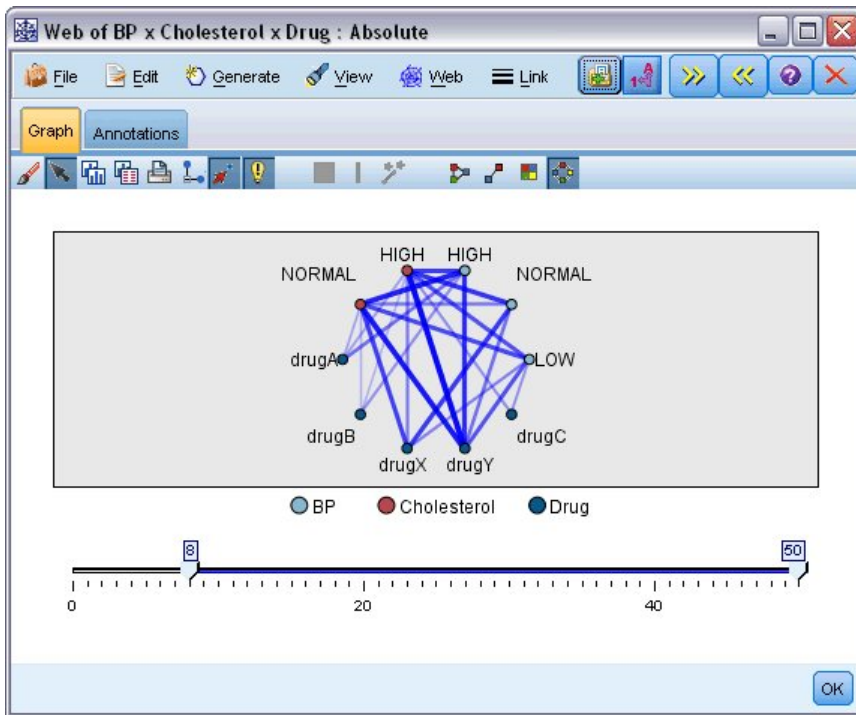 Web of BP x Cholesterol x Drug : Absolute
File Edit Generate View Web Link
Graph Annotations
HIGH HIGH
NORMAL NORMAL
drugA LOW
drugB drugC
drugX drugY
BP Cholesterol Drug
8 50
0 20 40
OK